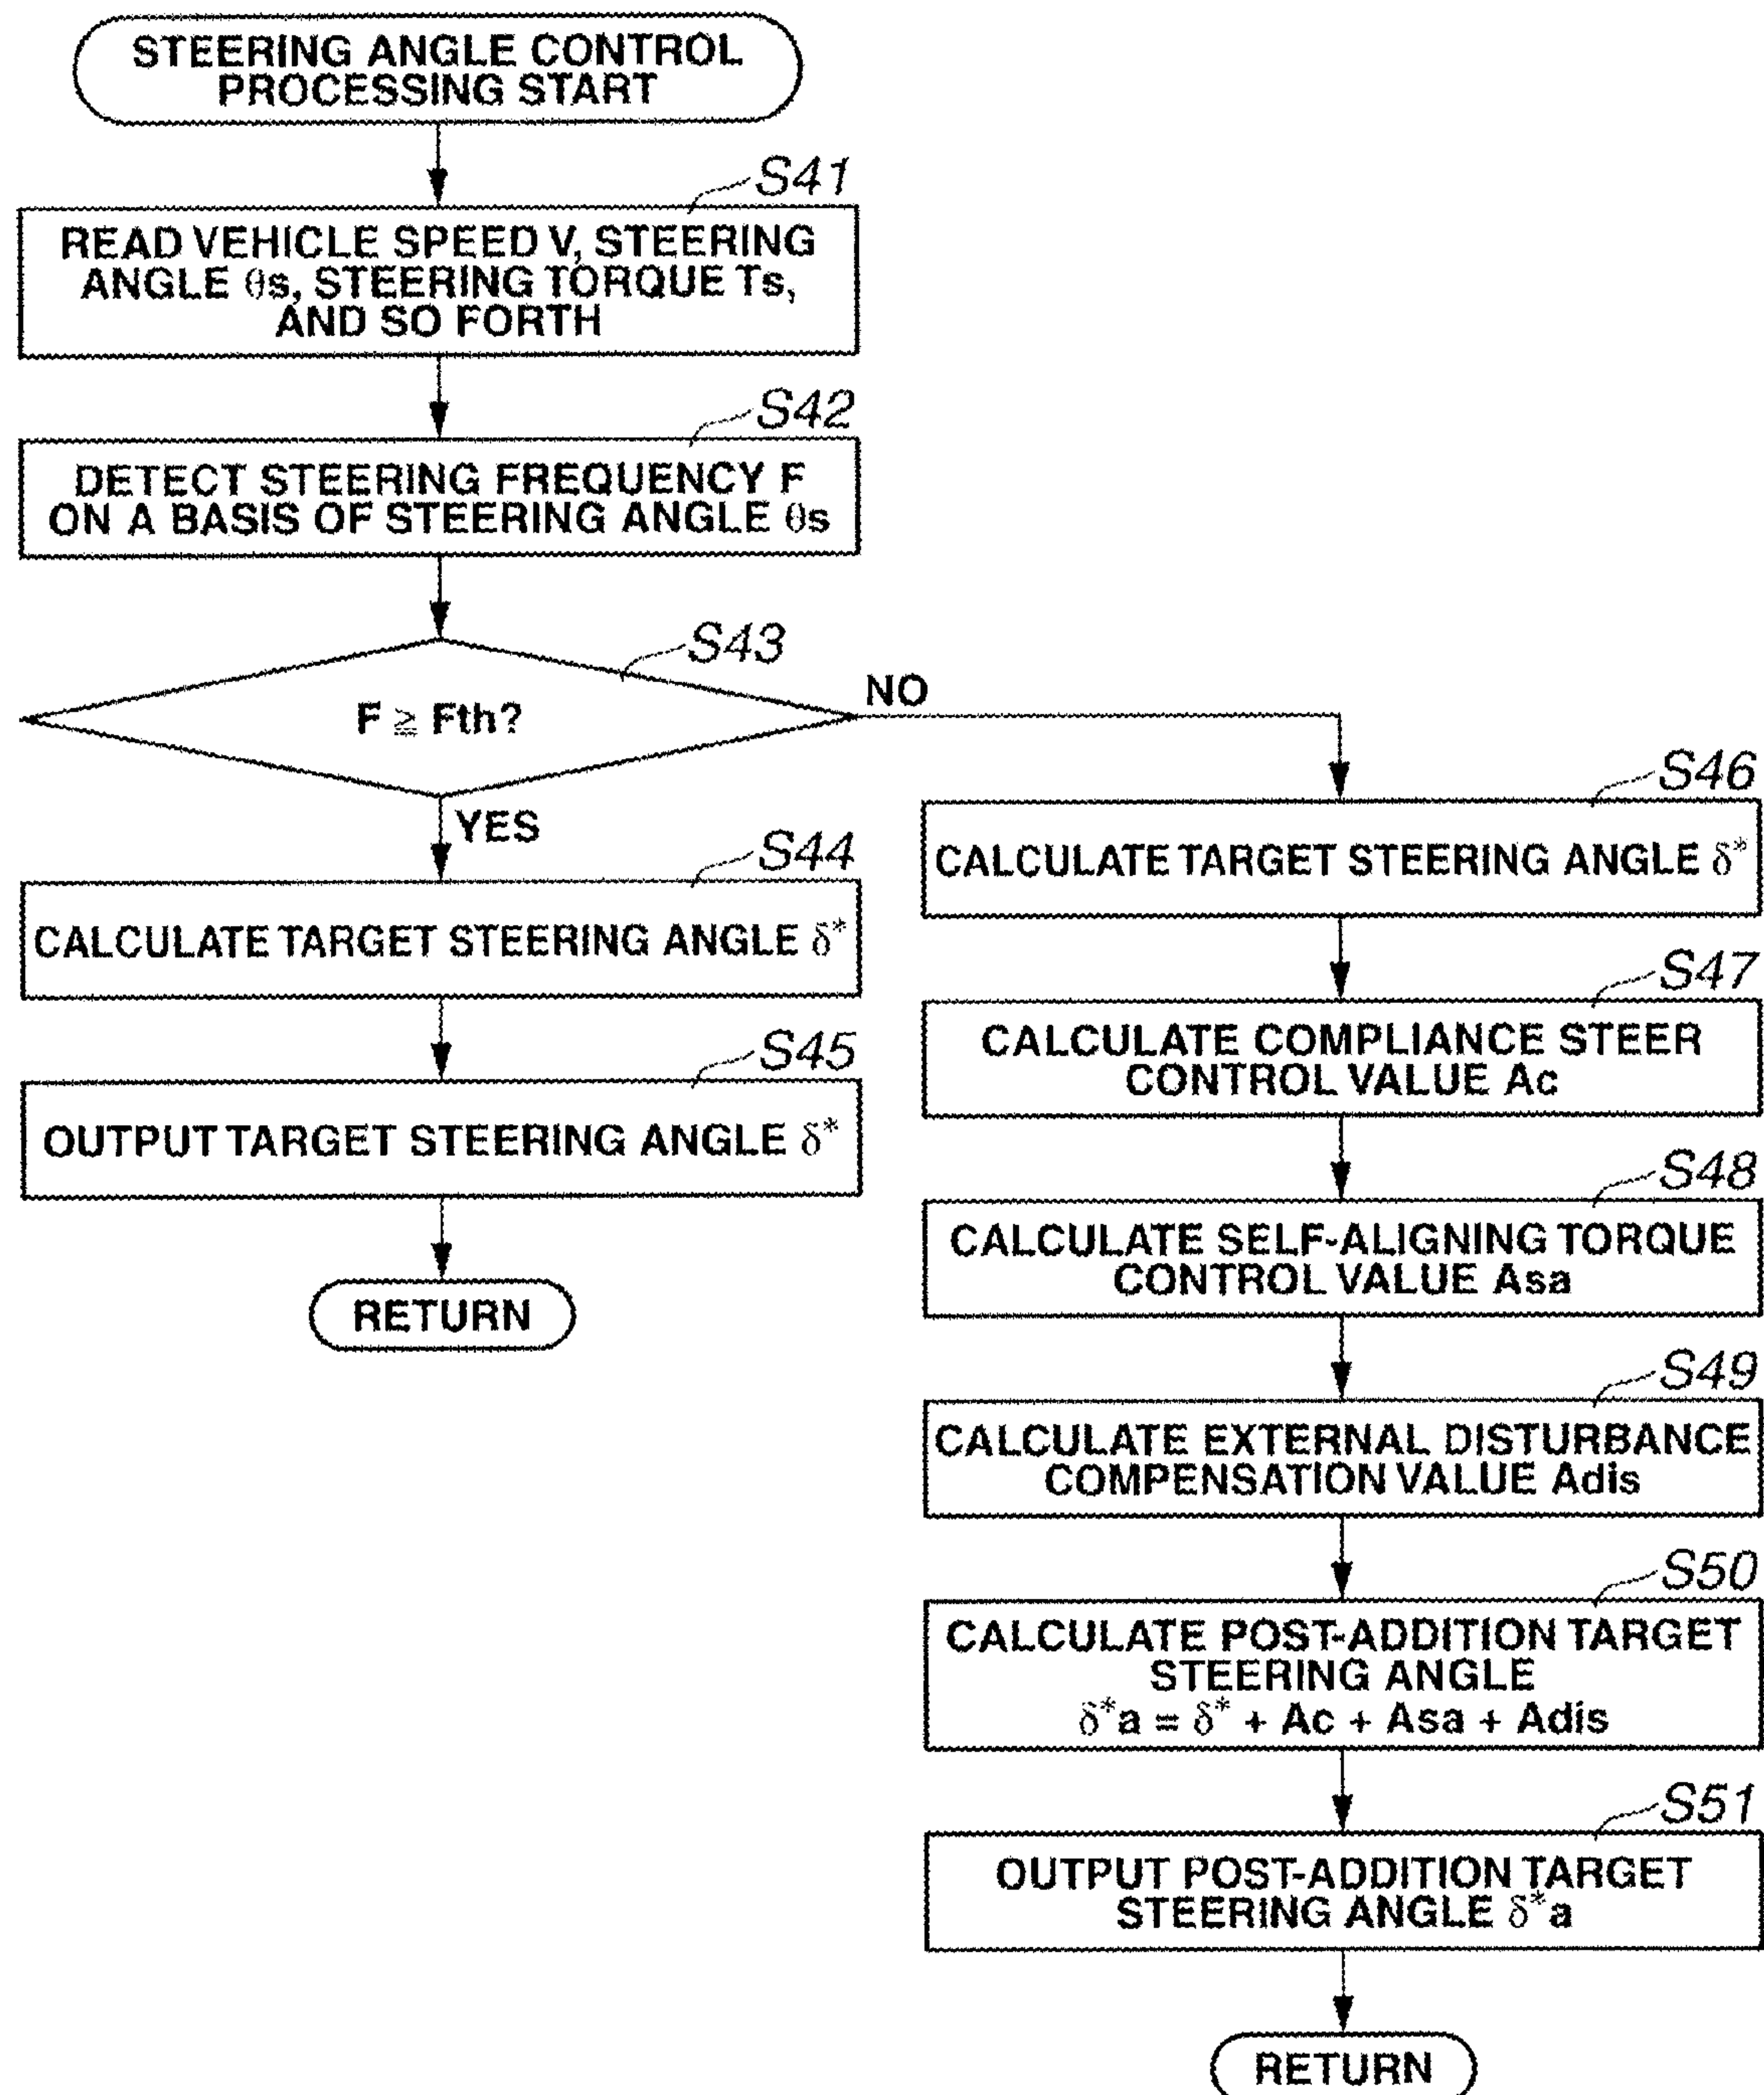 STEERING ANGLE CONTROL
PROCESSING START
S41
READ VEHICLE SPEED V, STEERING
ANGLE θs, STEERING TORQUE Ts,
AND SO FORTH
S42
DETECT STEERING FREQUENCY F
ON A BASIS OF STEERING ANGLE θs
S43
F ≧ Fth?
NO
YES
S44
CALCULATE TARGET STEERING ANGLE δ*
S45
OUTPUT TARGET STEERING ANGLE δ*
RETURN
S46
CALCULATE TARGET STEERING ANGLE δ*
S47
CALCULATE COMPLIANCE STEER
CONTROL VALUE Ac
S48
CALCULATE SELF-ALIGNING TORQUE
CONTROL VALUE Asa
S49
CALCULATE EXTERNAL DISTURBANCE
COMPENSATION VALUE Adis
S50
CALCULATE POST-ADDITION TARGET
STEERING ANGLE
δ*a = δ* + Ac + Asa + Adis
S51
OUTPUT POST-ADDITION TARGET
STEERING ANGLE δ*a
RETURN